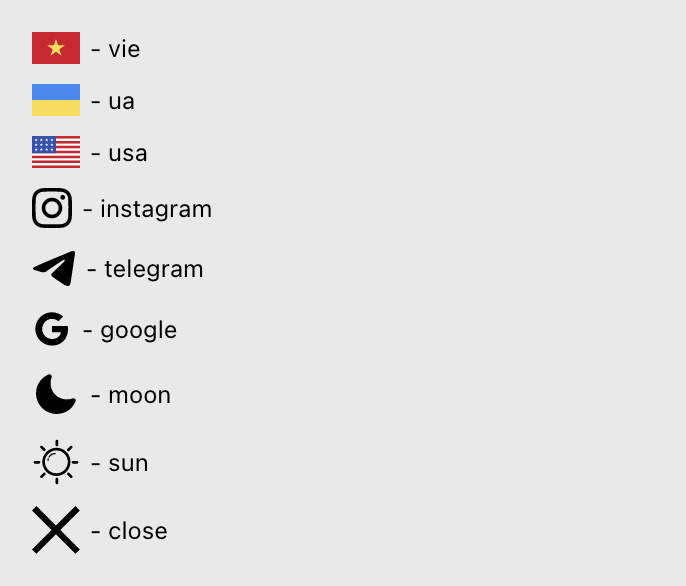 - vie
- ua
- usa
- instagram
- telegram
- google
- moon
- sun
- close